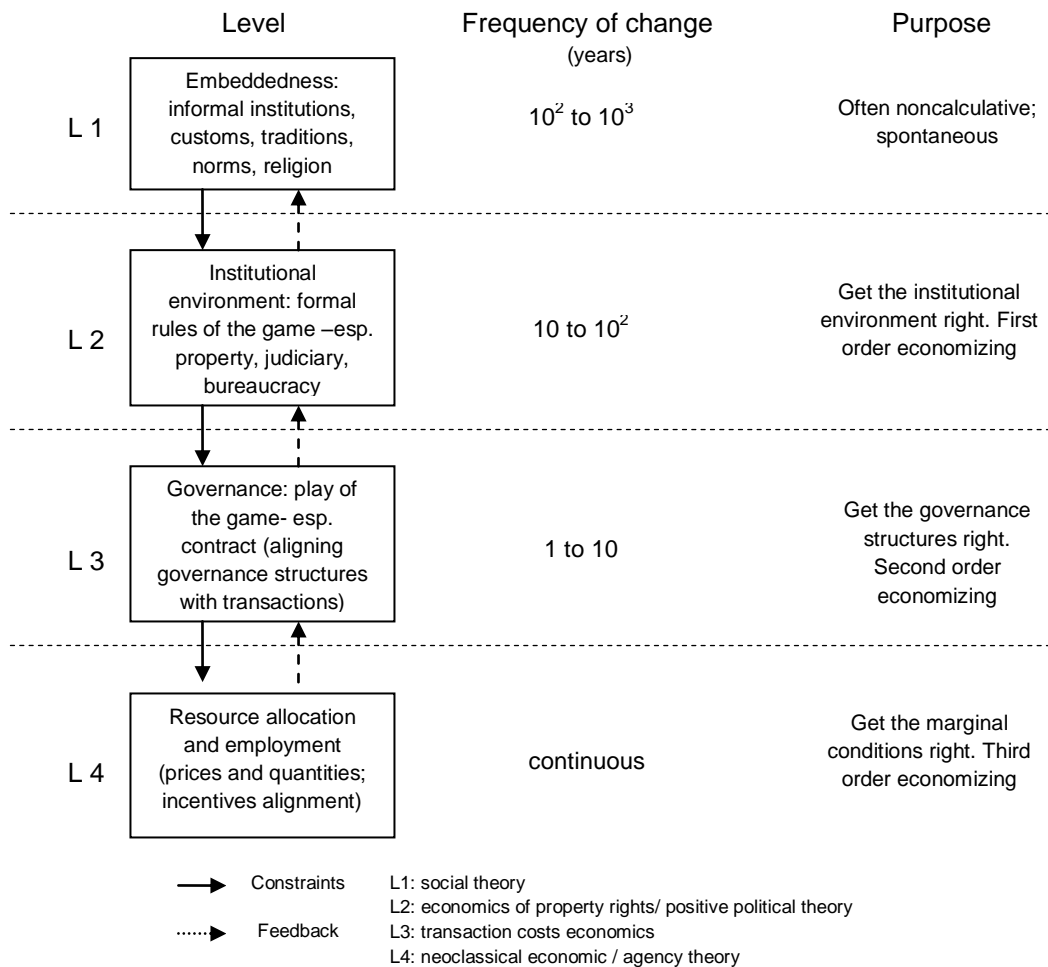 Level
Frequency of change
(years)
Purpose
L 1
Embeddedness:
informal institutions,
customs, traditions,
norms, religion
10² to 10³
Often noncalculative;
spontaneous
L 2
Institutional
environment: formal
rules of the game –esp.
property, judiciary,
bureaucracy
10 to 10²
Get the institutional
environment right. First
order economizing
L 3
Governance: play of
the game- esp.
contract (aligning
governance structures
with transactions)
1 to 10
Get the governance
structures right.
Second order
economizing
L 4
Resource allocation
and employment
(prices and quantities;
incentives alignment)
continuous
Get the marginal
conditions right. Third
order economizing
Constraints
Feedback
L1: social theory
L2: economics of property rights/ positive political theory
L3: transaction costs economics
L4: neoclassical economic / agency theory